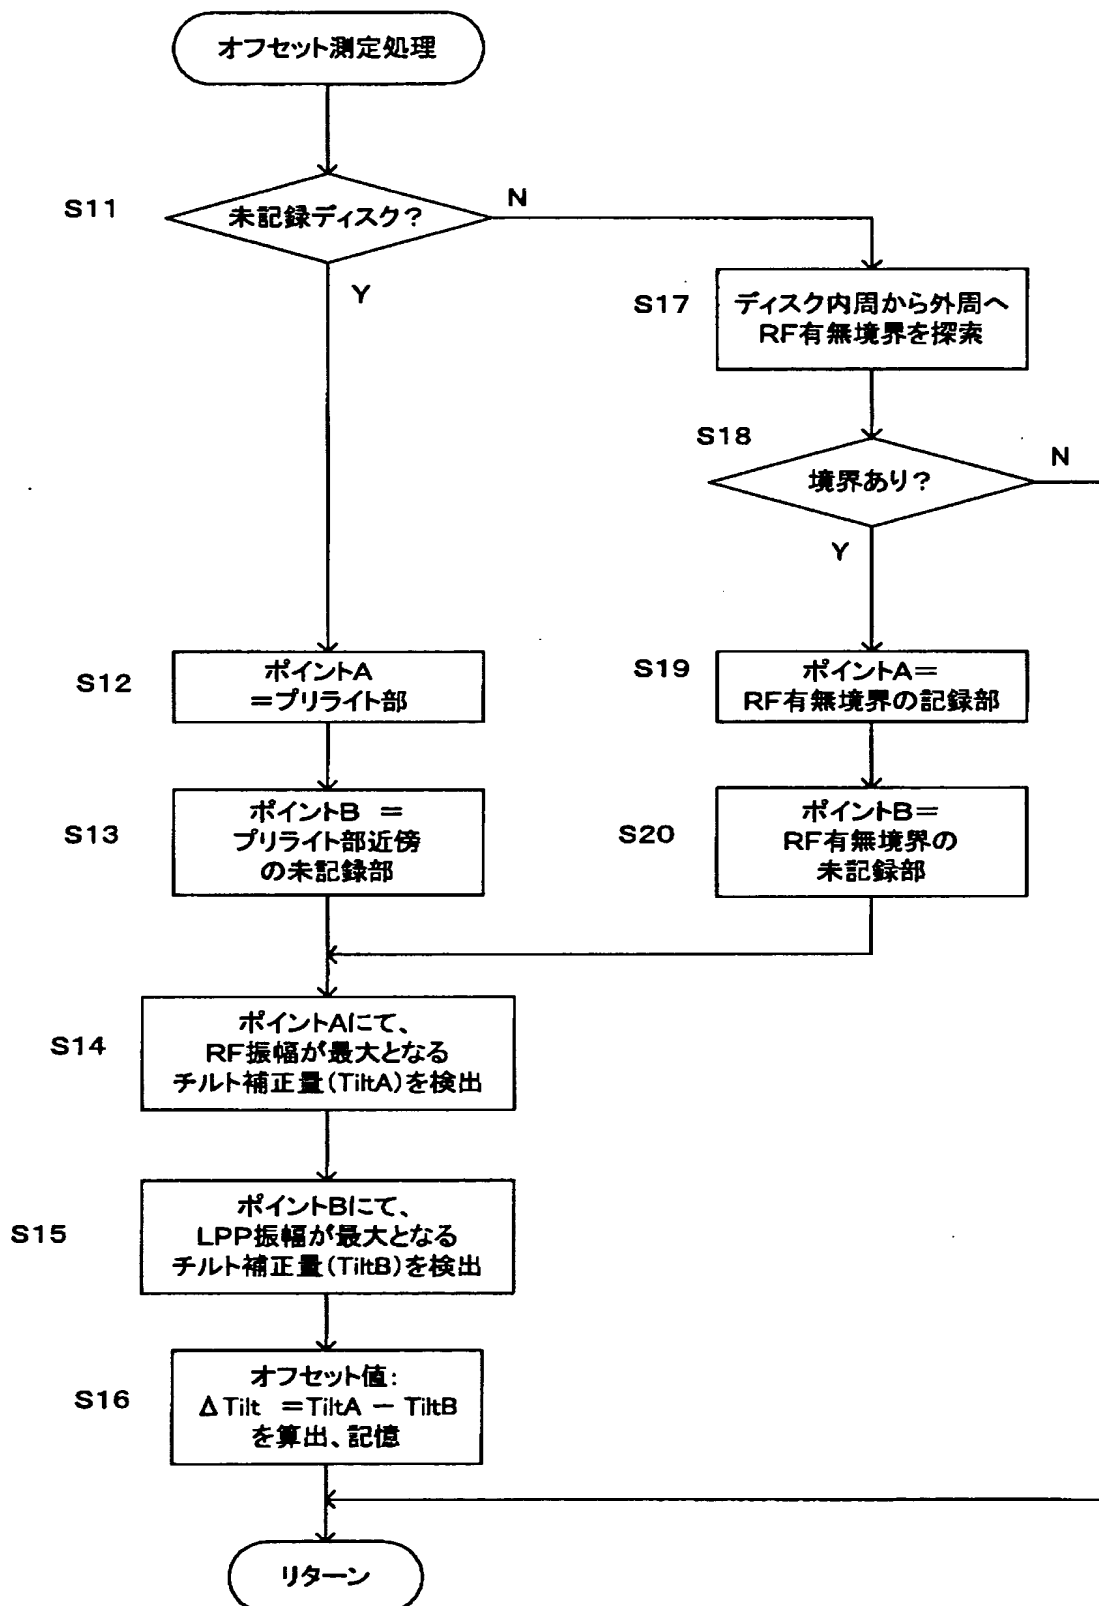 オフセット測定処理
S11
未記録ディスク?
N
Y
S17
ディスク内周から外周へ
RF有無境界を探索
S18
境界あり?
N
Y
S12
ポイントA
=プリライト部
S19
ポイントA=
RF有無境界の記録部
S13
ポイントB =
プリライト部近傍
の未記録部
S20
ポイントB=
RF有無境界の
未記録部
S14
ポイントAにて、
RF振幅が最大となる
チルト補正量(TiltA)を検出
S15
ポイントBにて、
LPP振幅が最大となる
チルト補正量(TiltB)を検出
S16
オフセット値:
ΔTilt =TiltA − TiltB
を算出、記憶
リターン